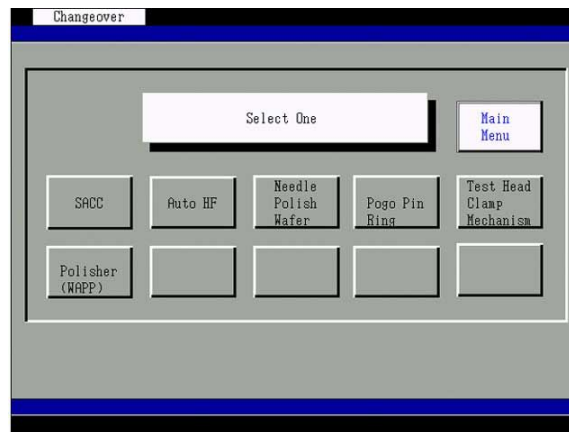 Changeover
Select One
Main
Menu
SACC
Auto HF
Needle
Polish
Wafer
Pogo Pin
Ring
Test Head
Clamp
Mechanism
Polisher
(WAPP)